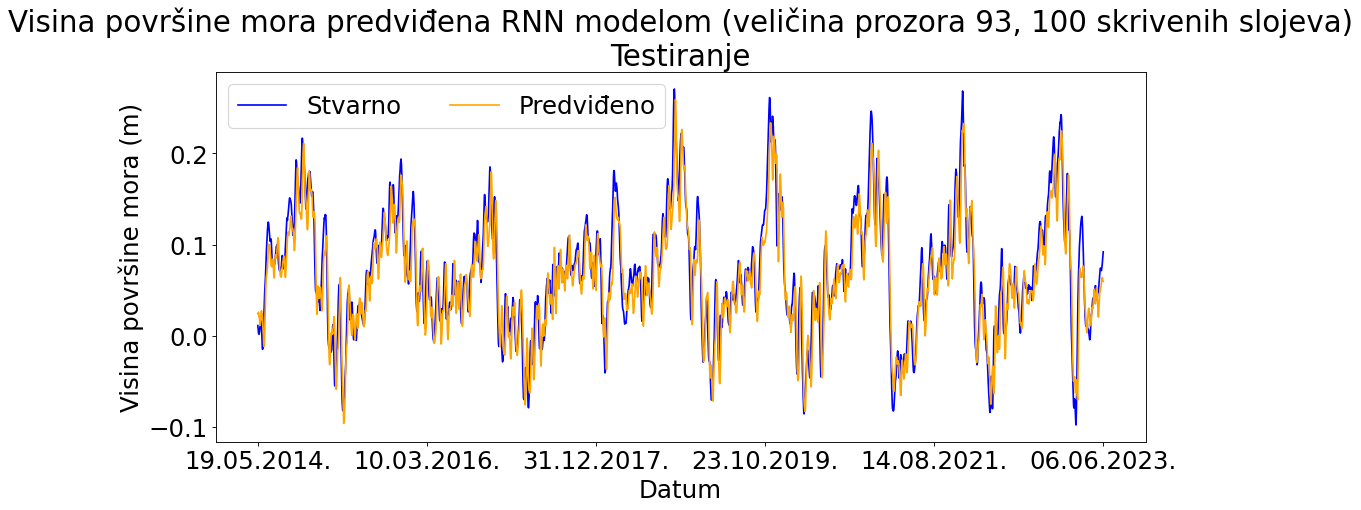 Visina površine mora predviđena RNN modelom (veličina prozora 93, 100 skrivenih slojeva)
Testiranje
Stvarno Predviđeno
Visina površine mora (m)
0.2
0.1
0.0
−0.1
19.05.2014. 10.03.2016. 31.12.2017. 23.10.2019. 14.08.2021. 06.06.2023.
Datum